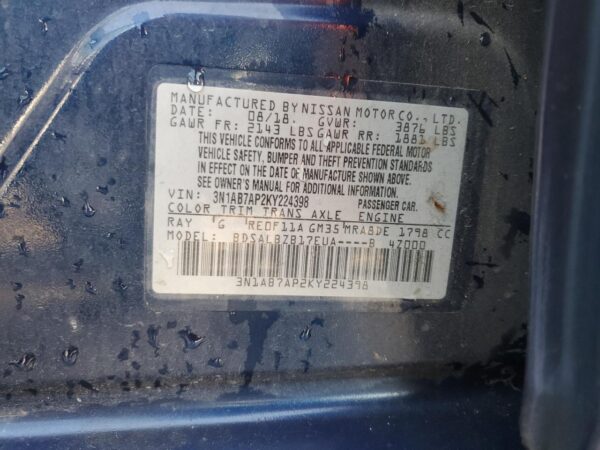 MANUFACTURED BY NISSAN MOTOR CO., LTD.
DATE: 08/18. GVWR: 3876 LBS
GAWR FR: 2143 LBS GAWR RR: 1881 LBS
THIS VEHICLE CONFORMS TO ALL APPLICABLE FEDERAL MOTOR
VEHICLE SAFETY, BUMPER AND THEFT PREVENTION STANDARDS
IN EFFECT ON THE DATE OF MANUFACTURE SHOWN ABOVE.
SEE OWNER'S MANUAL FOR ADDITIONAL INFORMATION.
VIN: 3N1AB7AP2KY224398 PASSENGER CAR.
COLOR TRIM TRANS AXLE ENGINE
RAY G RE0F11A GM35 MRA8DE 1798 CC
MODEL: BDSALBZB17EUA----B 4Z000
3N1AB7AP2KY224398